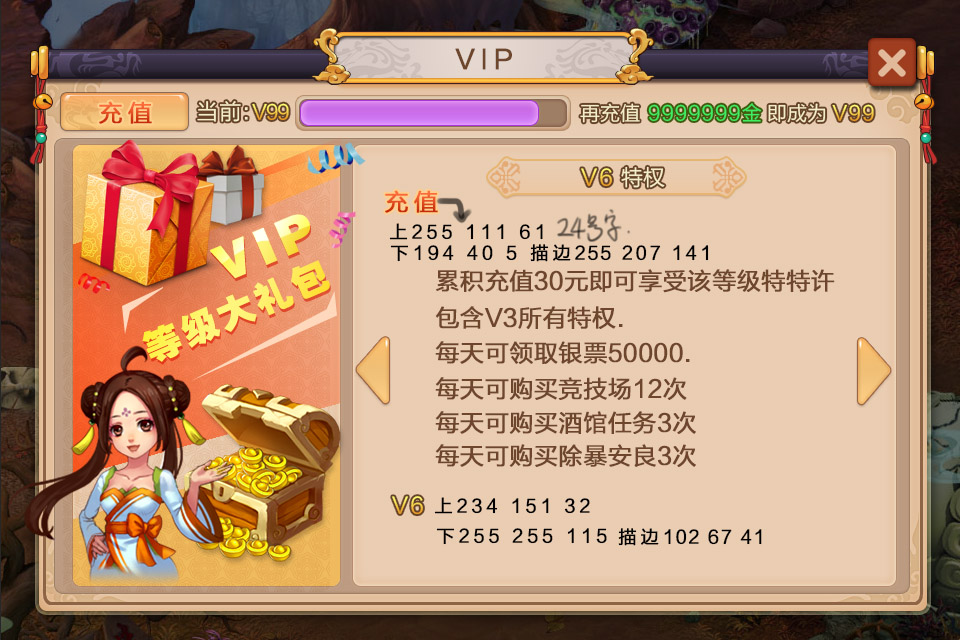 VIP
充值 当前:V99 再充值 9999999金 即成为 V99
VIP
等级大礼包
V6 特权
充值
上255 111 61 24号字.
下194 40 5 描边255 207 141
累积充值30元即可享受该等级特特许
包含V3所有特权.
每天可领取银票50000.
每天可购买竞技场12次
每天可购买酒馆任务3次
每天可购买除暴安良3次
V6 上234 151 32
下255 255 115 描边102 67 41